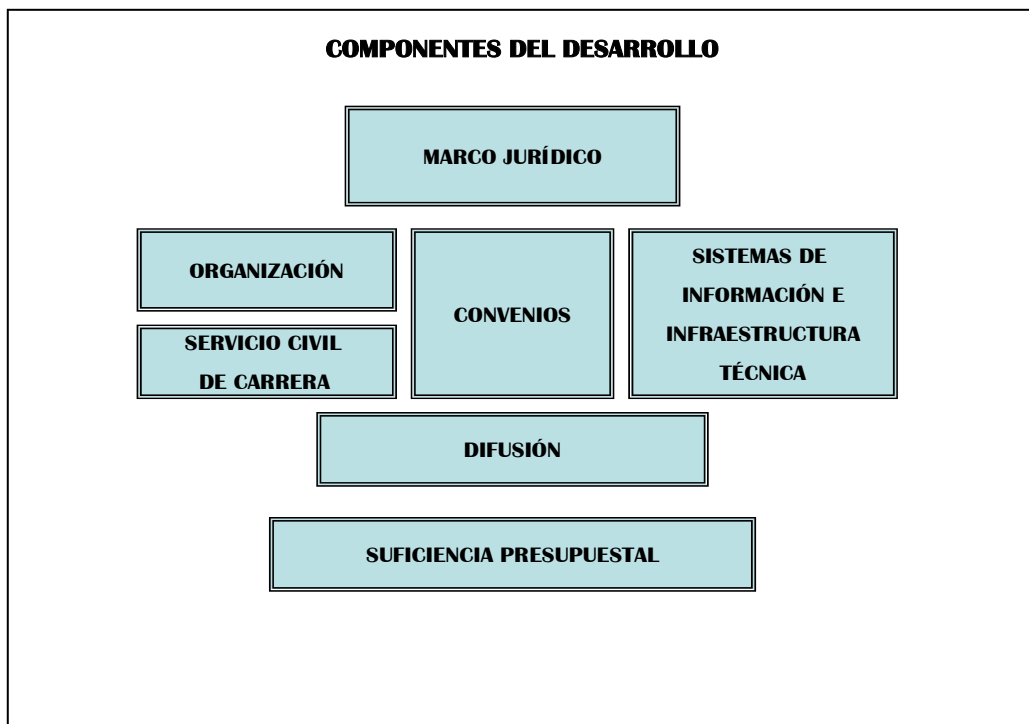 COMPONENTES DEL DESARROLLO
MARCO JURÍDICO
ORGANIZACIÓN
SERVICIO CIVIL
DE CARRERA
CONVENIOS
SISTEMAS DE
INFORMACIÓN E
INFRAESTRUCTURA
TÉCNICA
DIFUSIÓN
SUFICIENCIA PRESUPUESTAL